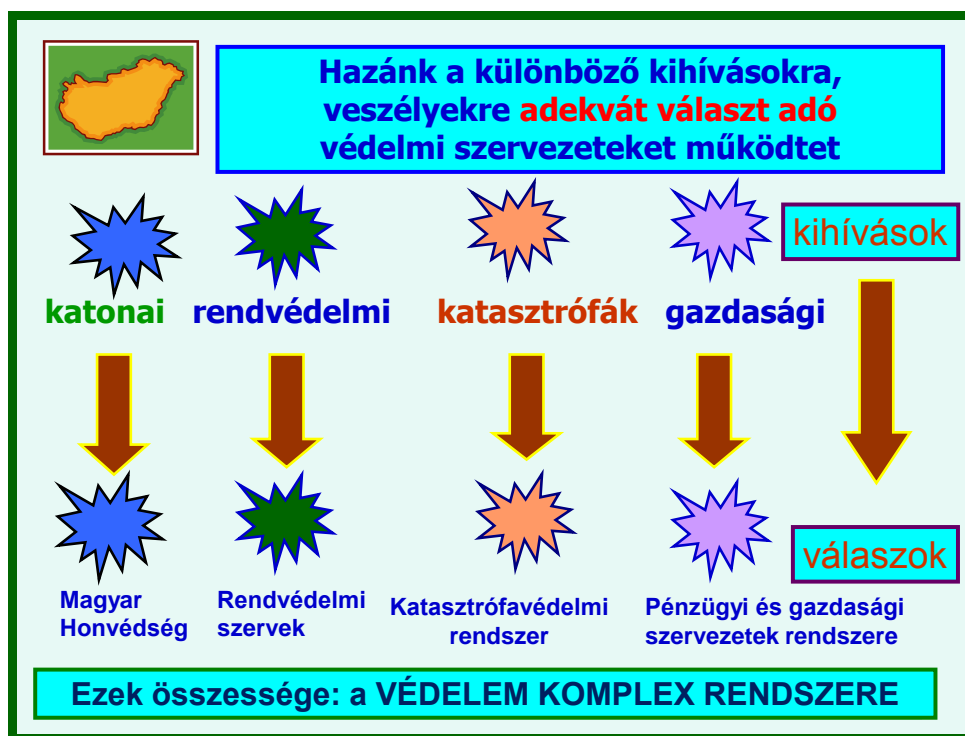 Hazánk a különböző kihívásokra,
veszélyekre adekvát választ adó
védelmi szervezeteket működtet
kihívások
katonai rendvédelmi katasztrófák gazdasági
válaszok
Magyar
Honvédség
Rendvédelmi
szervek
Katasztrófavédelmi
rendszer
Pénzügyi és gazdasági
szervezetek rendszere
Ezek összessége: a VÉDELEM KOMPLEX RENDSZERE